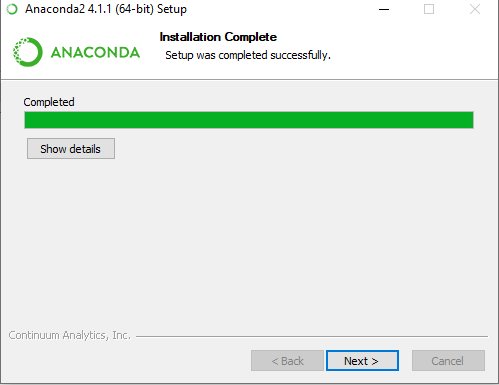 Anaconda2 4.1.1 (64-bit) Setup
Installation Complete
Setup was completed successfully.
ANACONDA
Completed
Show details
Continuum Analytics, Inc.
< Back
Next >
Cancel